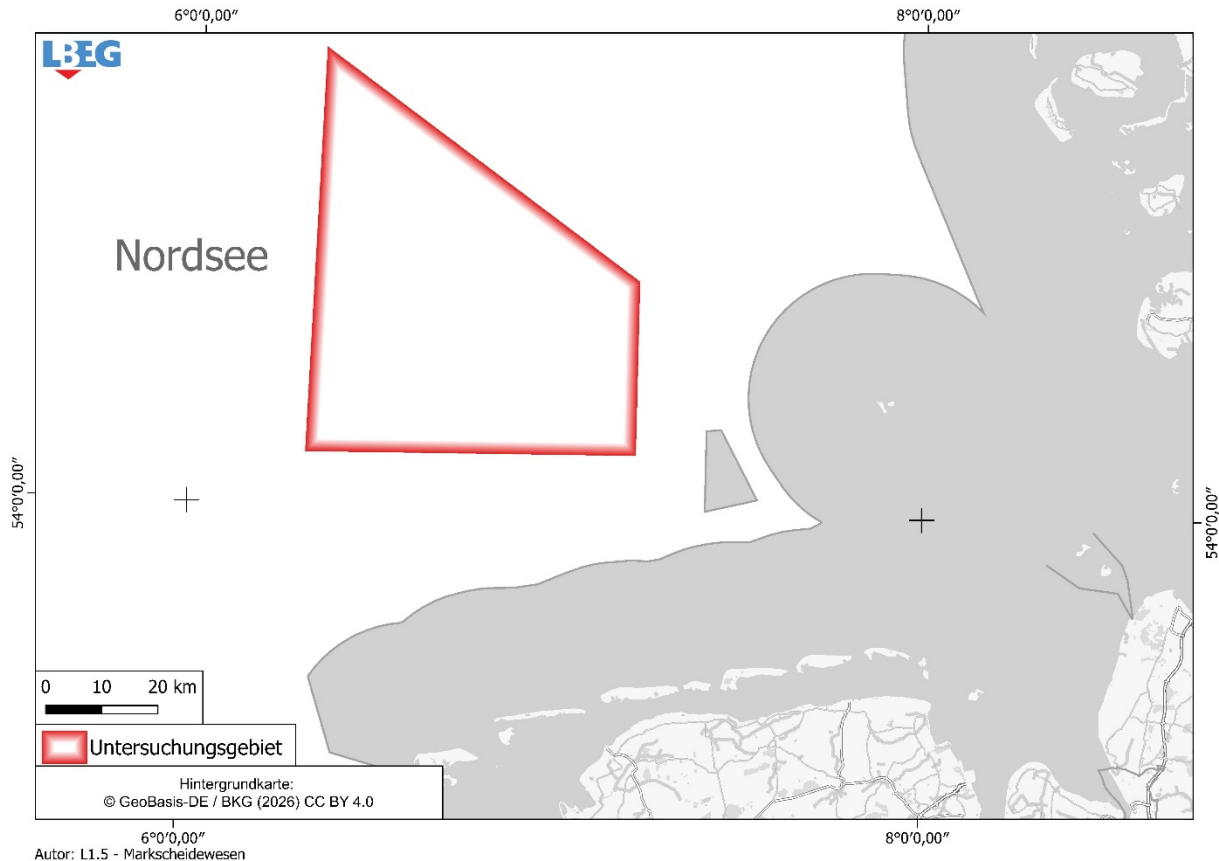 6°0'0,00″
8°0'0,00″
LBEG
Nordsee
54°0'0,00″
54°0'0,00″
0 10 20 km
Untersuchungsgebiet
Hintergrundkarte:
© GeoBasis-DE / BKG (2026) CC BY 4.0
6°0'0,00″
8°0'0,00″
Autor: L1.5 - Markscheidewesen